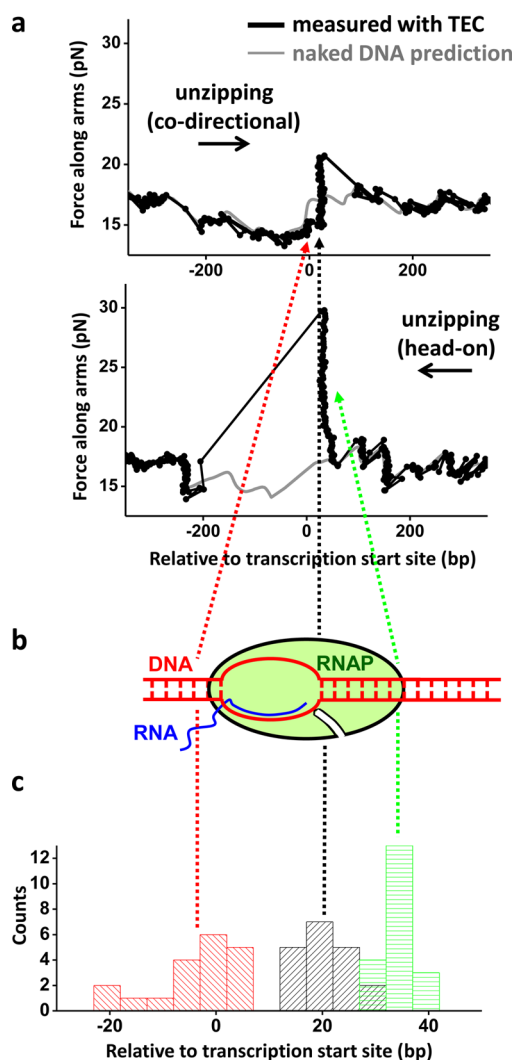 a
measured with TEC
naked DNA prediction
unzipping
(co-directional)
Force along arms (pN)
30
25
20
15
-200
0
200
unzipping
(head-on)
Force along arms (pN)
30
25
20
15
-200
0
200
Relative to transcription start site (bp)
b
DNA
RNAP
RNA
c
Counts
12
10
8
6
4
2
0
-20
0
20
40
Relative to transcription start site (bp)